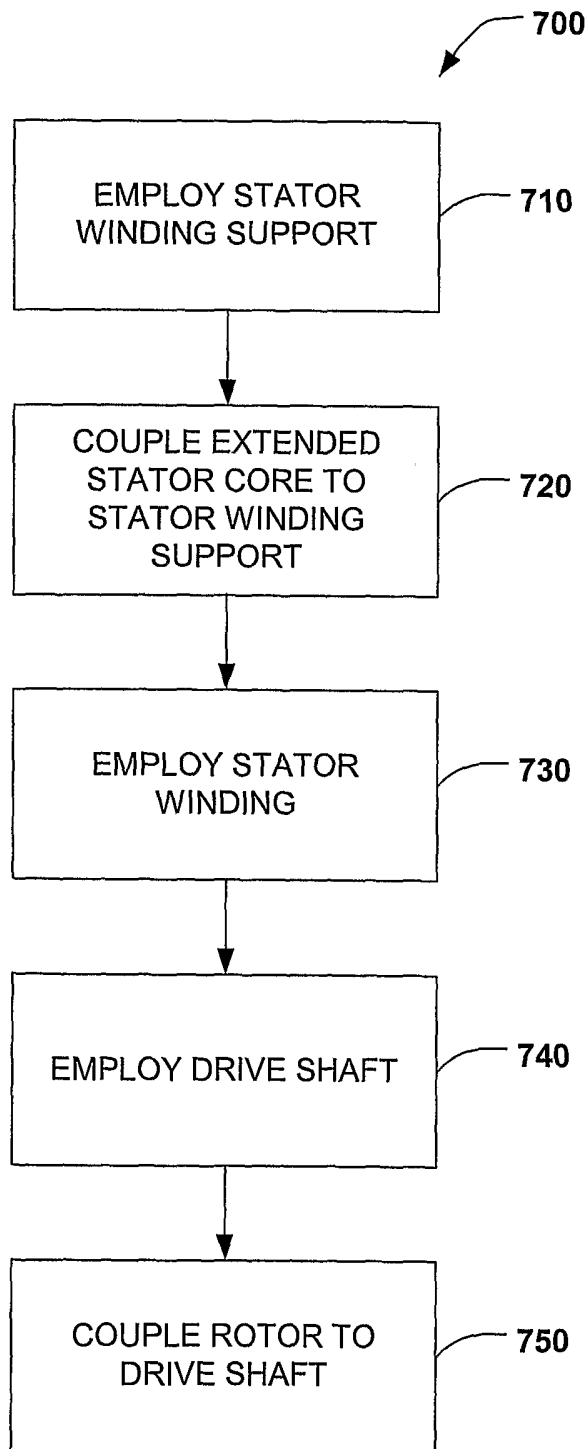 700
EMPLOY STATOR
WINDING SUPPORT
710
COUPLE EXTENDED
STATOR CORE TO
STATOR WINDING
SUPPORT
720
EMPLOY STATOR
WINDING
730
EMPLOY DRIVE SHAFT
740
COUPLE ROTOR TO
DRIVE SHAFT
750